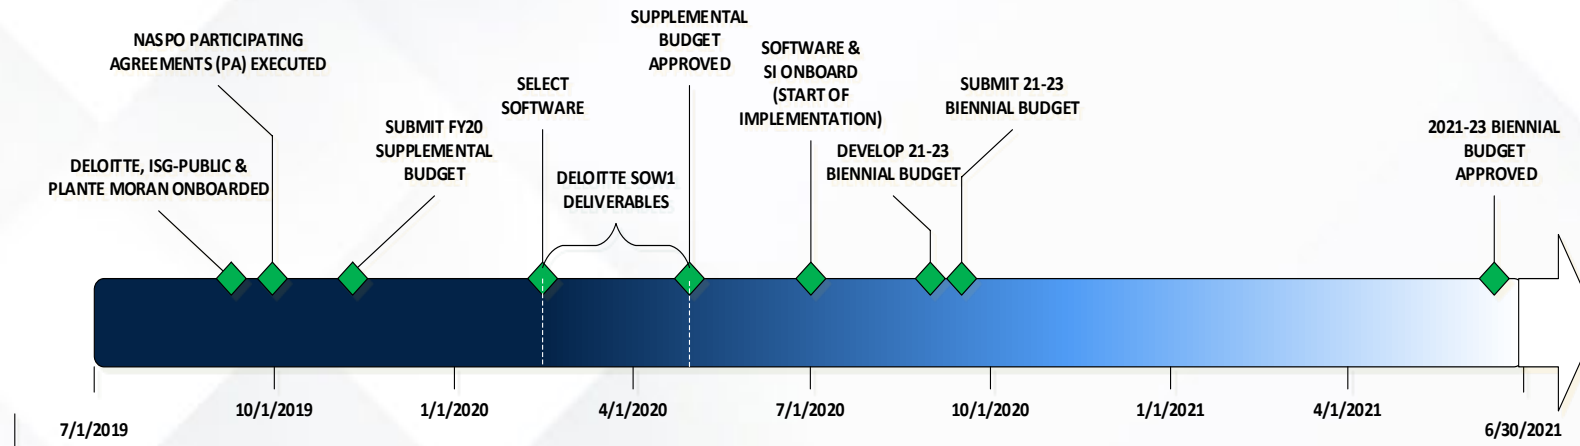 NASPO PARTICIPATING
AGREEMENTS (PA) EXECUTED
DELOITTE, ISG-PUBLIC &
PLANTE MORAN ONBOARDED
SUBMIT FY20
SUPPLEMENTAL
BUDGET
SELECT
SOFTWARE
DELOITTE SOW1
DELIVERABLES
SUPPLEMENTAL
BUDGET
APPROVED
SOFTWARE &
SI ONBOARD
(START OF
IMPLEMENTATION)
DEVELOP 21-23
BIENNIAL BUDGET
SUBMIT 21-23
BIENNIAL BUDGET
2021-23 BIENNIAL
BUDGET
APPROVED
7/1/2019
10/1/2019
1/1/2020
4/1/2020
7/1/2020
10/1/2020
1/1/2021
4/1/2021
6/30/2021